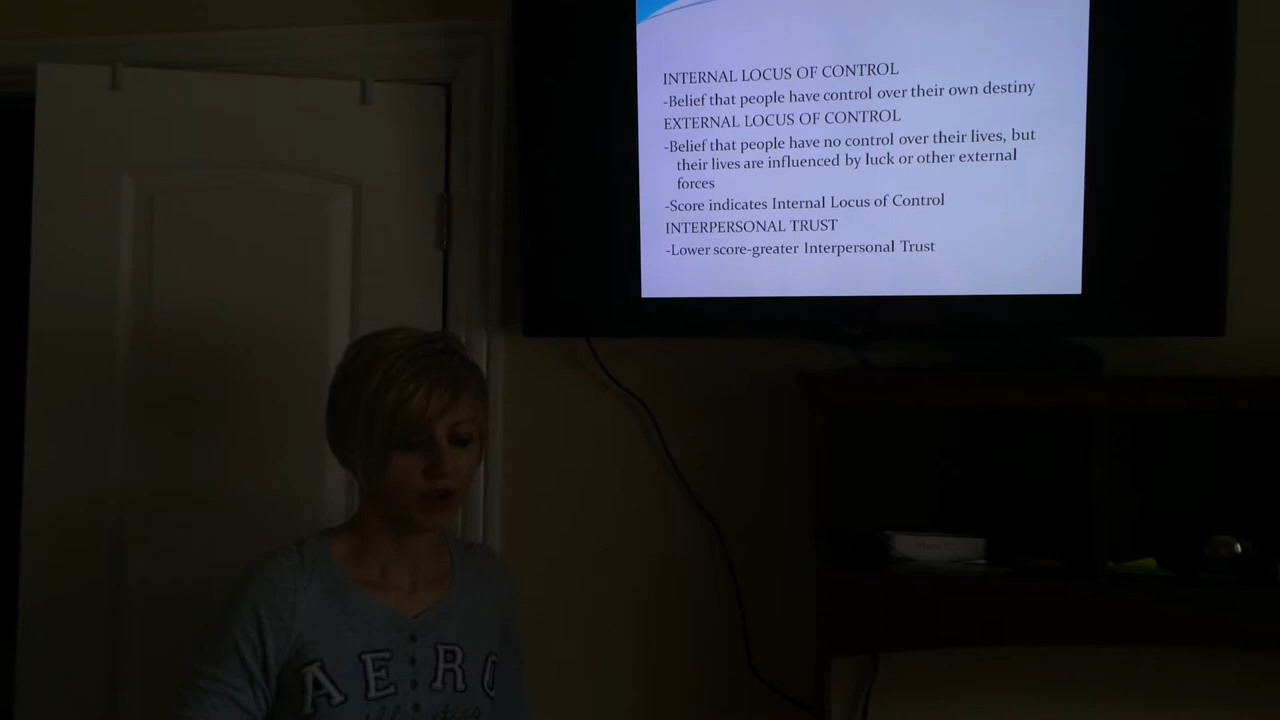 INTERNAL LOCUS OF CONTROL
-Belief that people have control over their own destiny
EXTERNAL LOCUS OF CONTROL
-Belief that people have no control over their lives, but
their lives are influenced by luck or other external
forces
-Score indicates Internal Locus of Control
INTERPERSONAL TRUST
-Lower score-greater Interpersonal Trust
AERO
iPhone